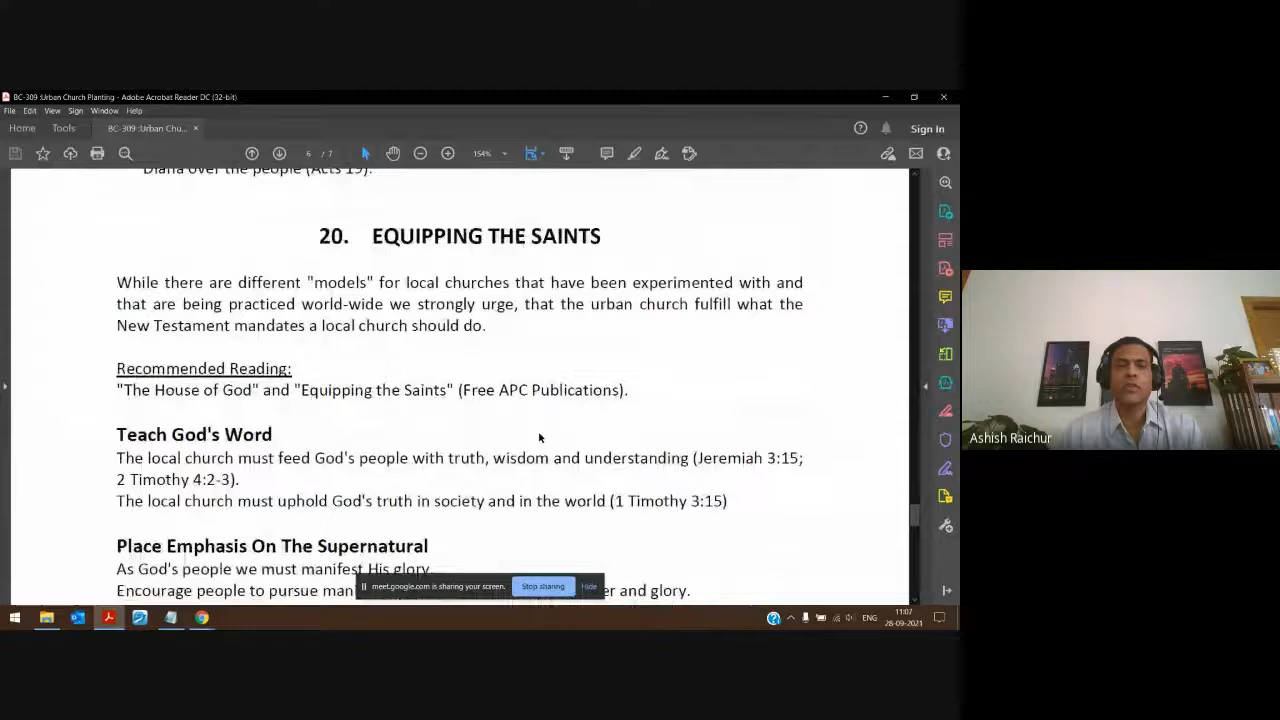 BC-309 :Urban Church Planting - Adobe Acrobat Reader DC (32-bit)
File Edit View Sign Window Help
Home Tools BC-309 :Urban Chu... × Sign In
6 / 7 154%
Diana over the people (Acts 19).
20. EQUIPPING THE SAINTS
While there are different "models" for local churches that have been experimented with and
that are being practiced world-wide we strongly urge, that the urban church fulfill what the
New Testament mandates a local church should do.
Recommended Reading:
"The House of God" and "Equipping the Saints" (Free APC Publications).
Teach God's Word
The local church must feed God's people with truth, wisdom and understanding (Jeremiah 3:15;
2 Timothy 4:2-3).
The local church must uphold God's truth in society and in the world (1 Timothy 3:15)
Place Emphasis On The Supernatural
As God's people we must manifest His glory.
Encourage people to pursue man er and glory.
meet.google.com is sharing your screen. Stop sharing Hide
Ashish Raichur
ENG
11:07
28-09-2021